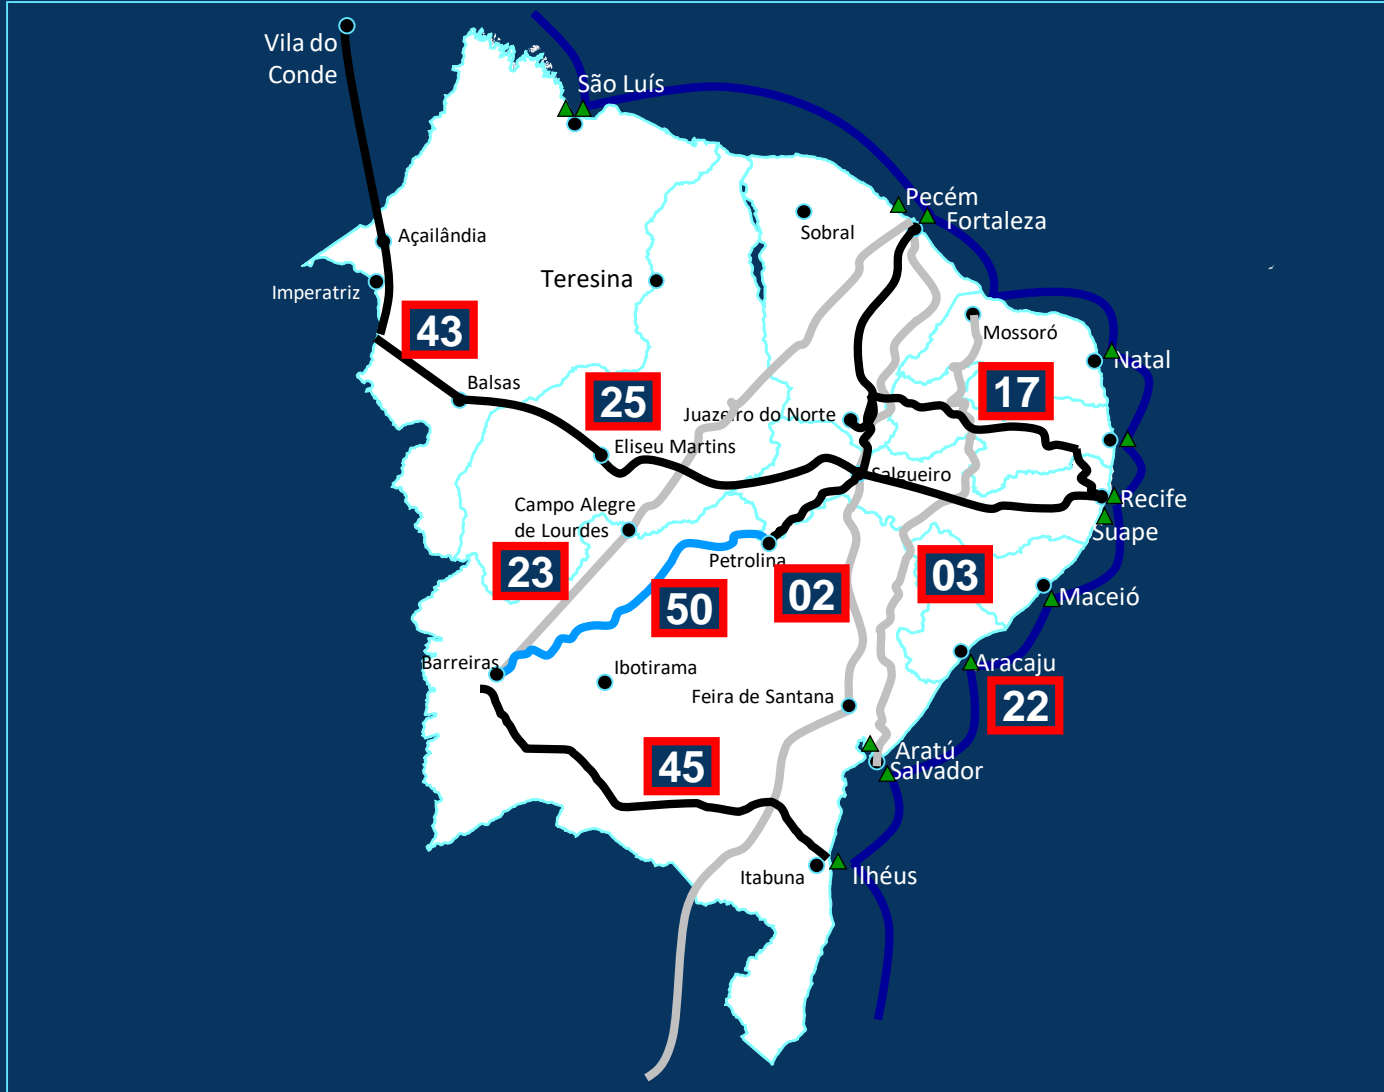 Vila do
Conde
São Luís
Pecém
Fortaleza
Sobral
Açailândia
Teresina
Imperatriz
43
Mossoró
Natal
Balsas
25
17
Juazeiro do Norte
Eliseu Martins
Salgueiro
Campo Alegre
de Lourdes
Recife
Suape
Petrolina
23
50
02
03
Maceió
Barreiras
Ibotirama
Aracaju
Feira de Santana
22
45
Aratú
Salvador
Itabuna
Ilhéus